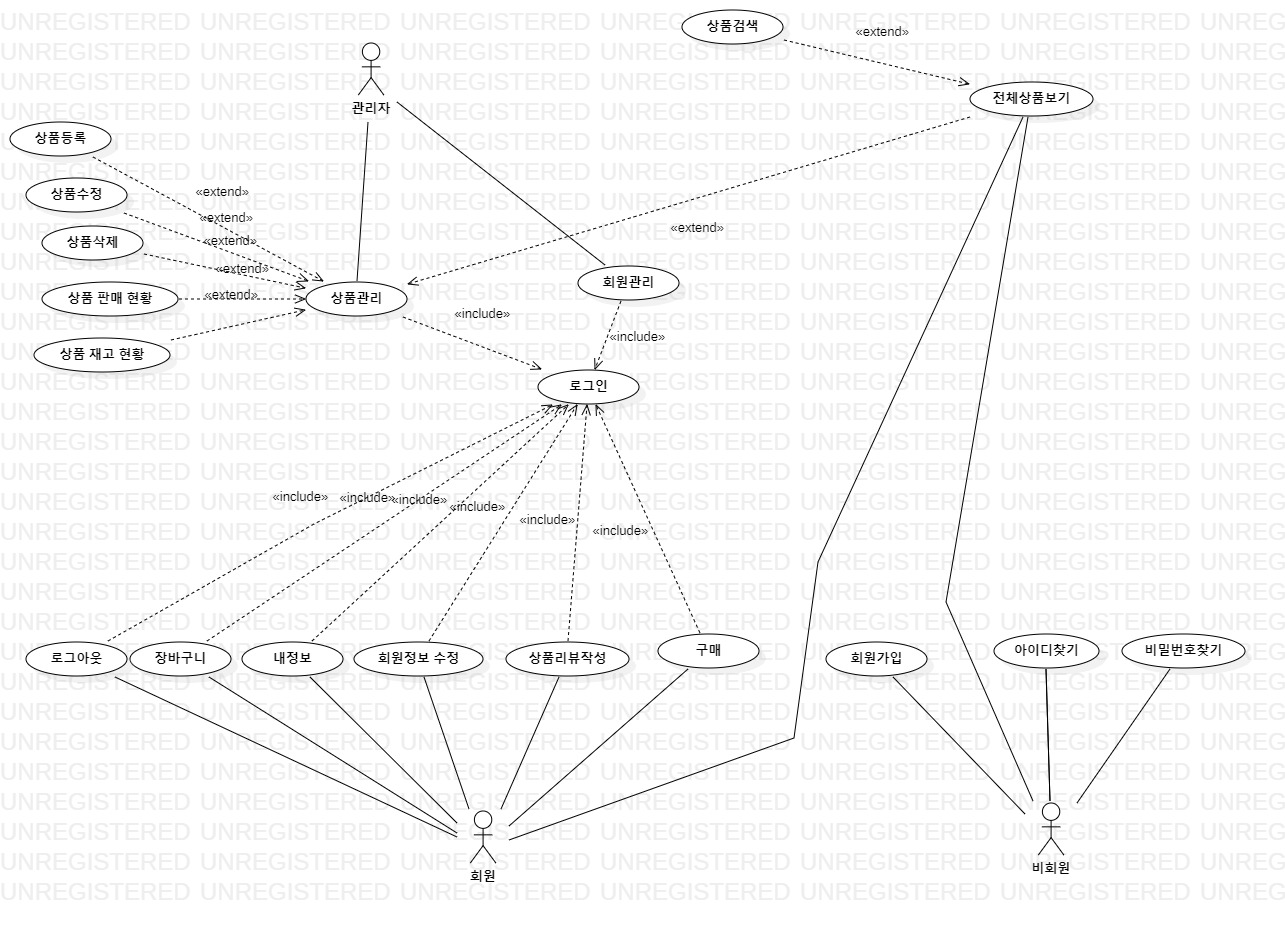 상품검색
«extend»
전체상품보기
관리자
상품등록
상품수정
상품삭제
상품 판매 현황
상품 재고 현황
«extend»
«extend»
«extend»
«extend»
«extend»
«extend»
상품관리
회원관리
«include»
«include»
로그인
«include»
«include»
«include»
«include»
«include»
«include»
로그아웃
장바구니
내정보
회원정보 수정
상품리뷰작성
구매
회원가입
아이디찾기
비밀번호찾기
회원
비회원
UNREGISTERED